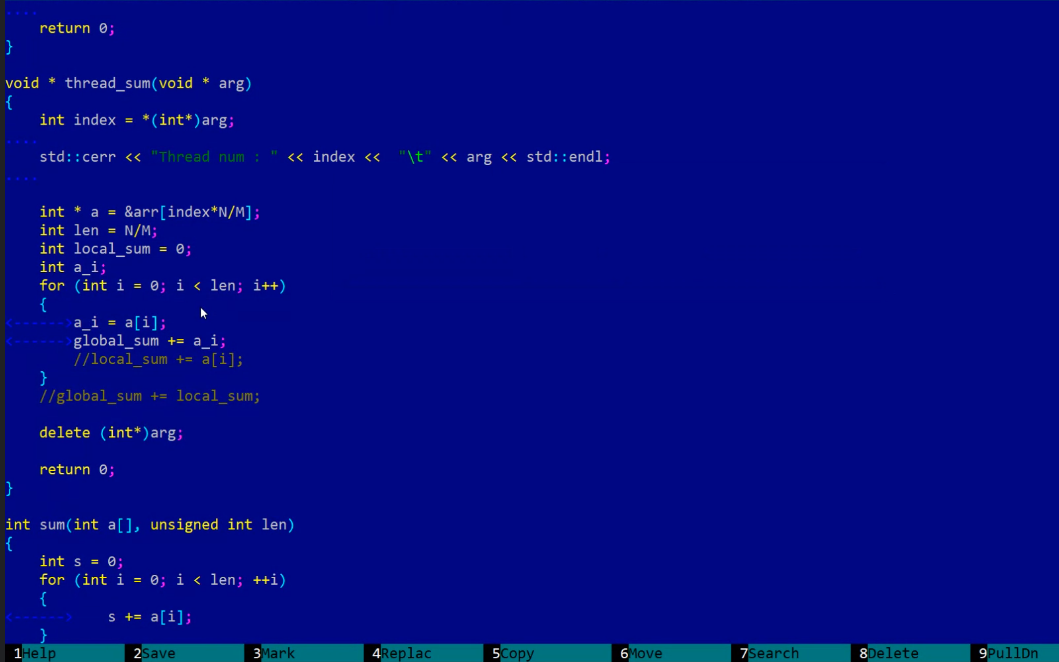 return 0;
}
void * thread_sum(void * arg)
{
int index = *(int*)arg;
std::cerr << "Thread num : " << index <<  "\t" << arg << std::endl;
int * a = &arr[index*N/M];
int len = N/M;
int local_sum = 0;
int a_i;
for (int i = 0; i < len; i++)
{
<------>a_i = a[i];
<------>global_sum += a_i;
//local_sum += a[i];
}
//global_sum += local_sum;
delete (int*)arg;
return 0;
}
int sum(int a[], unsigned int len)
{
int s = 0;
for (int i = 0; i < len; ++i)
{
<------>    s += a[i];
}
1Help 2Save 3Mark 4Replac 5Copy 6Move 7Search 8Delete 9PullDn